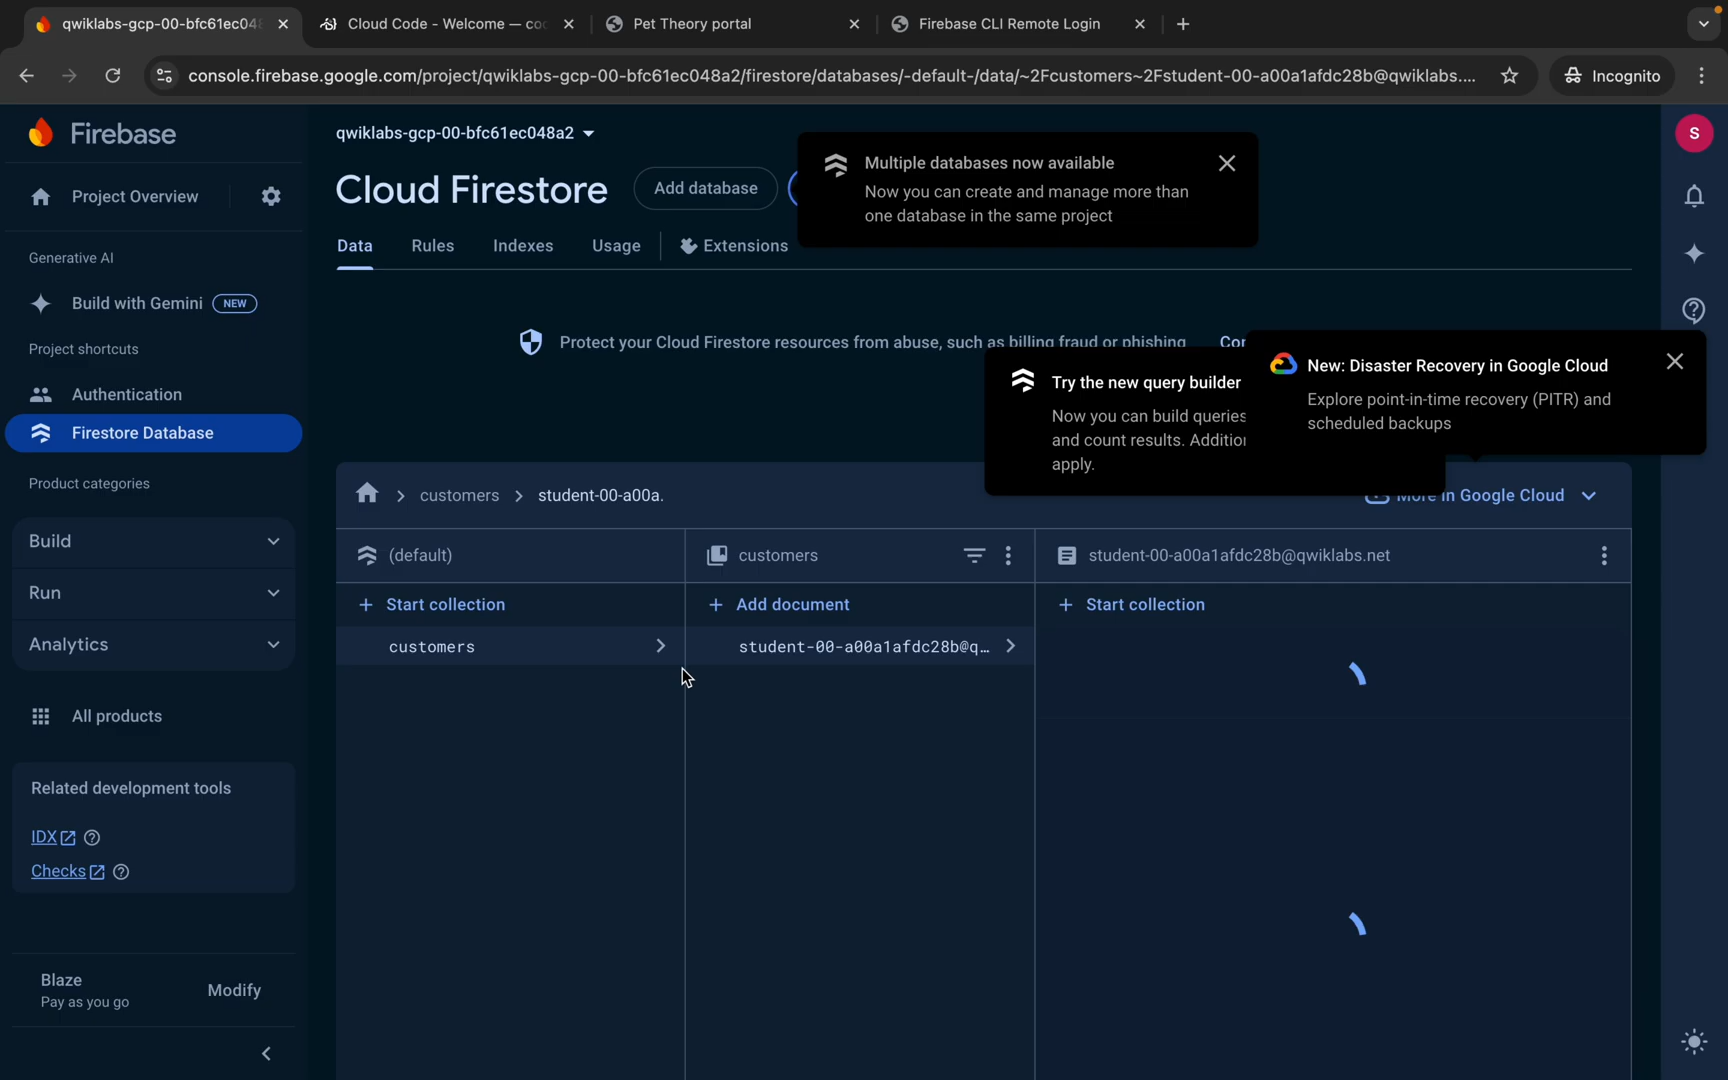 qwiklabs-gcp-00-bfc61ec048
Cloud Code - Welcome — co
Pet Theory portal
Firebase CLI Remote Login
console.firebase.google.com/project/qwiklabs-gcp-00-bfc61ec048a2/firestore/databases/-default-/data/~2Fcustomers~2Fstudent-00-a00a1afdc28b@qwiklabs....
Incognito
Firebase
Project Overview
Generative AI
Build with Gemini NEW
Project shortcuts
Authentication
Firestore Database
Product categories
Build
Run
Analytics
All products
Related development tools
IDX
Checks
Blaze
Pay as you go
Modify
qwiklabs-gcp-00-bfc61ec048a2
Cloud Firestore
Add database
Multiple databases now available
Now you can create and manage more than
one database in the same project
Data Rules Indexes Usage Extensions
Protect your Cloud Firestore resources from abuse, such as billing fraud or phishing
Try the new query builder
Now you can build queries
and count results.
apply.
New: Disaster Recovery in Google Cloud
Explore point-in-time recovery (PITR) and
scheduled backups
customers > student-00-a00a.
More in Google Cloud
(default)
customers
student-00-a00a1afdc28b@qwiklabs.net
+ Start collection
+ Add document
+ Start collection
customers
student-00-a00a1afdc28b@q...
S